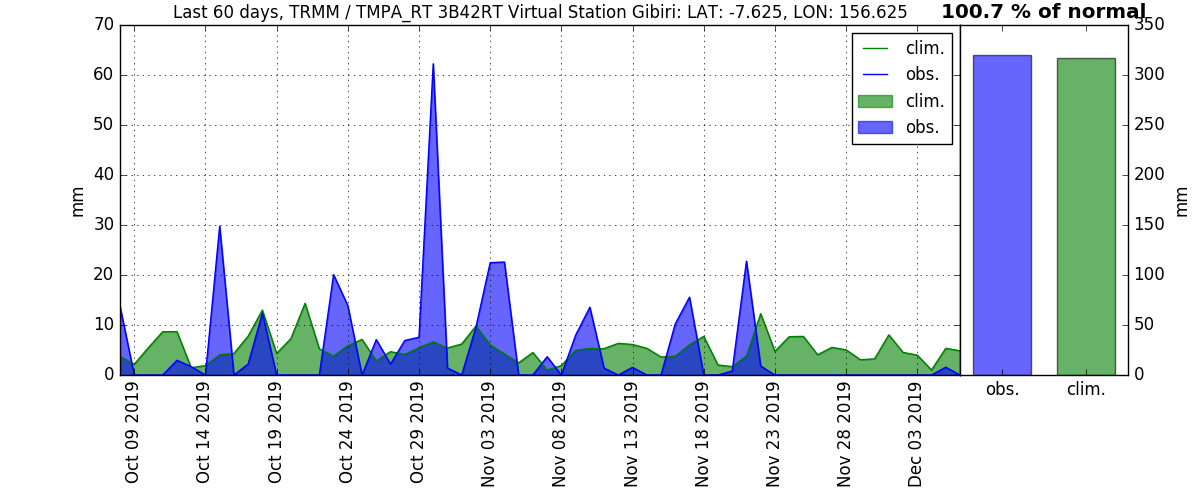 Last 60 days, TRMM / TMPA_RT 3B42RT Virtual Station Gibiri: LAT: -7.625, LON: 156.625
100.7 % of normal
70
60
50
40
30
20
10
0
mm
clim.
obs.
clim.
obs.
350
300
250
200
150
100
50
0
mm
obs.
clim.
Oct 09 2019
Oct 14 2019
Oct 19 2019
Oct 24 2019
Oct 29 2019
Nov 03 2019
Nov 08 2019
Nov 13 2019
Nov 18 2019
Nov 23 2019
Nov 28 2019
Dec 03 2019